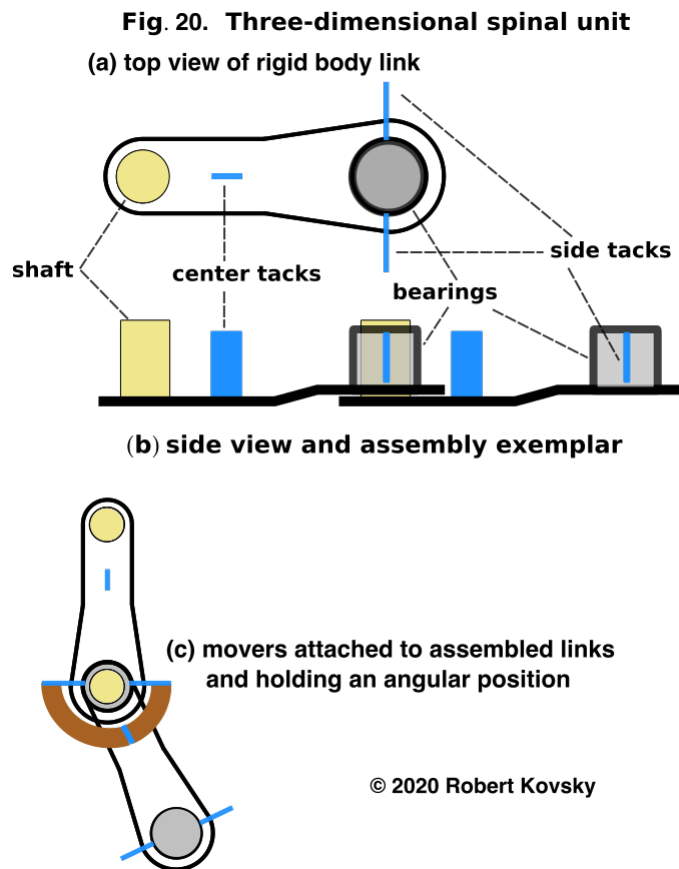 Fig. 20. Three-dimensional spinal unit
(a) top view of rigid body link
side tacks
shaft
center tacks
bearings
(b) side view and assembly exemplar
(c) movers attached to assembled links
and holding an angular position
© 2020 Robert Kovsky